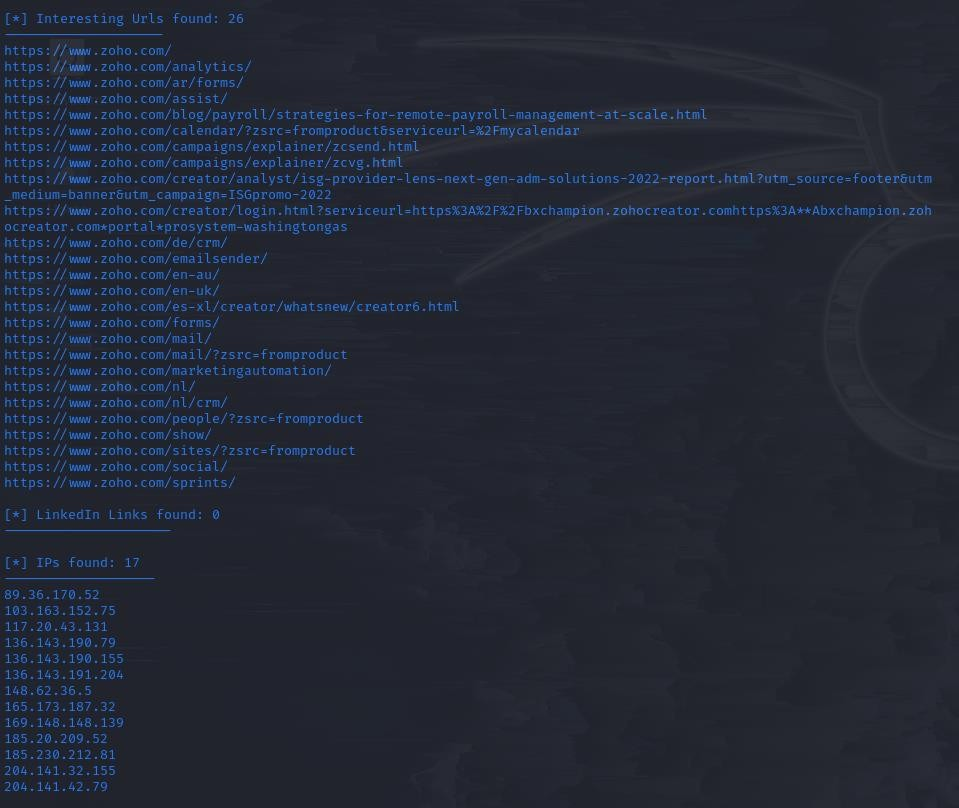 [*] Interesting Urls found: 26
--------------------
https://www.zoho.com/
https://www.zoho.com/analytics/
https://www.zoho.com/ar/forms/
https://www.zoho.com/assist/
https://www.zoho.com/blog/payroll/strategies-for-remote-payroll-management-at-scale.html
https://www.zoho.com/calendar/?zsrc=fromproduct&serviceurl=%2Fmycalendar
https://www.zoho.com/campaigns/explainer/zcsend.html
https://www.zoho.com/campaigns/explainer/zcvg.html
https://www.zoho.com/creator/analyst/isg-provider-lens-next-gen-adm-solutions-2022-report.html?utm_source=footer&utm
_medium=banner&utm_campaign=ISGpromo-2022
https://www.zoho.com/creator/login.html?serviceurl=https%3A%2F%2Fbxchampion.zohocreator.comhttps%3A**Abxchampion.zoh
ocreator.com*portal*prosystem-washingtongas
https://www.zoho.com/de/crm/
https://www.zoho.com/emailsender/
https://www.zoho.com/en-au/
https://www.zoho.com/en-uk/
https://www.zoho.com/es-xl/creator/whatsnew/creator6.html
https://www.zoho.com/forms/
https://www.zoho.com/mail/
https://www.zoho.com/mail/?zsrc=fromproduct
https://www.zoho.com/marketingautomation/
https://www.zoho.com/nl/
https://www.zoho.com/nl/crm/
https://www.zoho.com/people/?zsrc=fromproduct
https://www.zoho.com/show/
https://www.zoho.com/sites/?zsrc=fromproduct
https://www.zoho.com/social/
https://www.zoho.com/sprints/
[*] LinkedIn Links found: 0
---------------------
[*] IPs found: 17
-------------------
89.36.170.52
103.163.152.75
117.20.43.131
136.143.190.79
136.143.190.155
136.143.191.204
148.62.36.5
165.173.187.32
169.148.148.139
185.20.209.52
185.230.212.81
204.141.32.155
204.141.42.79